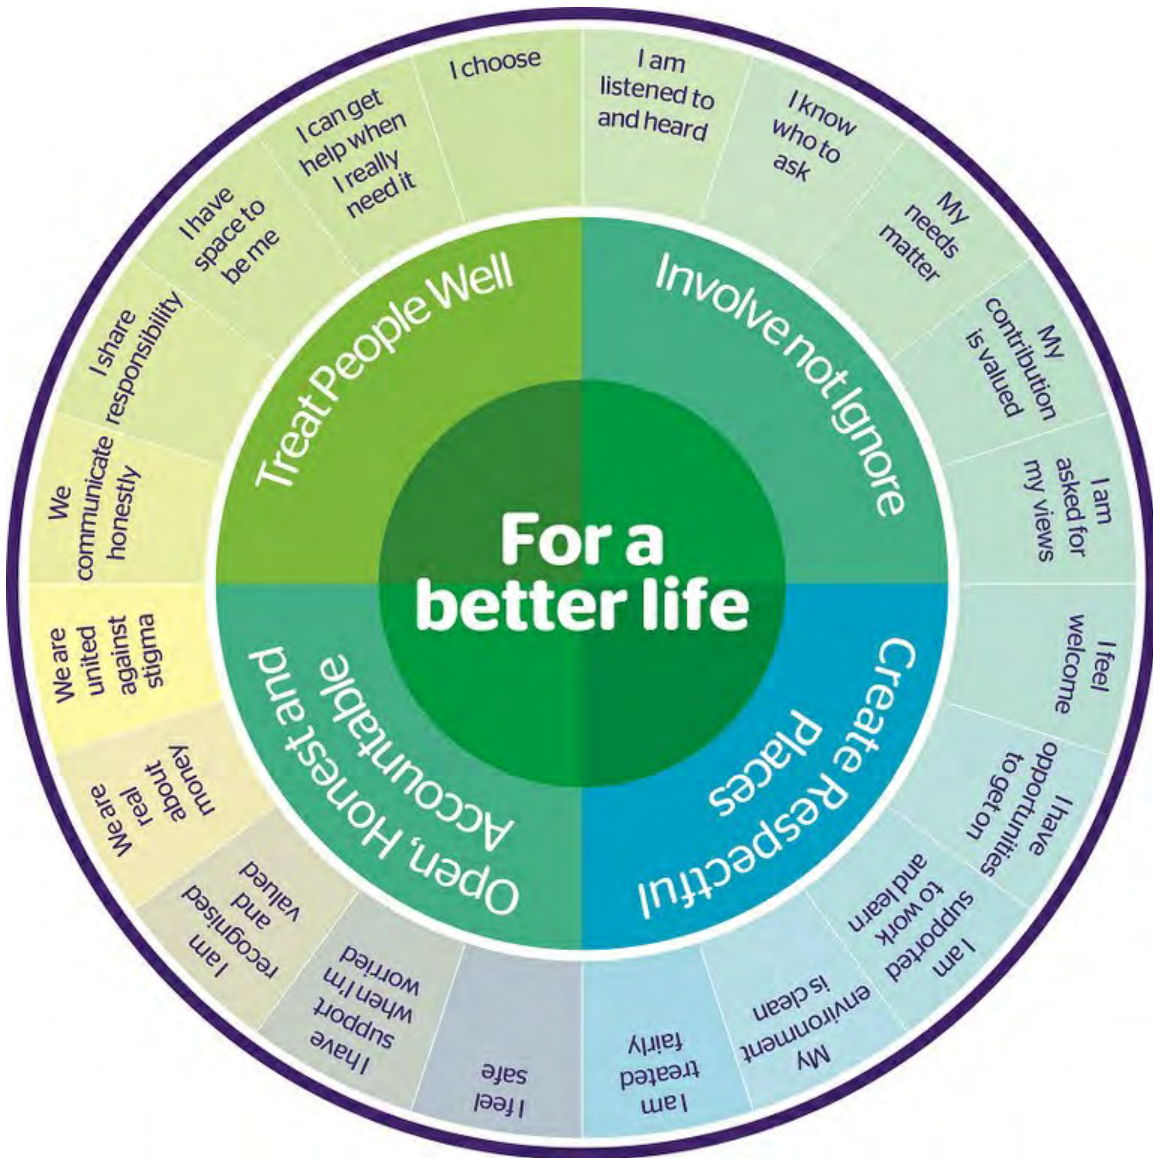 For a
better life
Treat People Well
Involve not Ignore
Create Respectful
Places
Open, Honest and
Accountable
I am
listened to
and heard
I know
who to
ask
My
needs
matter
My
contribution
is valued
I am
asked for
my views
I feel
welcome
I have
opportunities
to get on
I am
supported
to work
and learn
My
environment
is clean
I am
treated
fairly
I feel
safe
I have
support
when I'm
worried
I am
recognised
and
valued
We are
real
about
money
We are
united
against
stigma
We
communicate
honestly
I share
responsibility
I have
space to
be me
I can get
help when
I really
need it
I choose